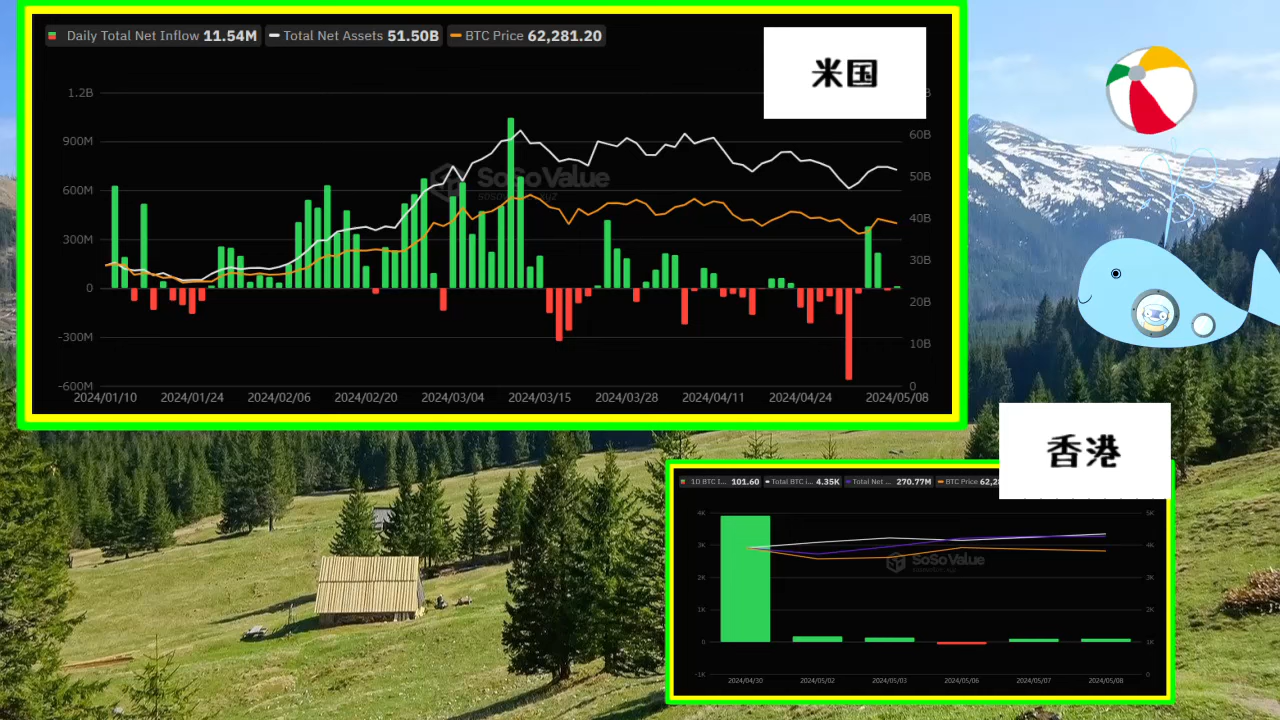 Daily Total Net Inflow 11.54M Total Net Assets 51.50B BTC Price 62,281.20
米国
1.2B
900M 60B
SoSoValue
600M 50B
40B
300M
30B
0 20B
-300M 10B
-600M 0
2024/01/10 2024/01/24 2024/02/06 2024/02/20 2024/03/04 2024/03/15 2024/03/28 2024/04/11 2024/04/24 2024/05/08
香港
1D BTC I... 101.60 Total BTC i... 4.35K Total Net ... 270.77M BTC Price
4K 5K
3K 4K
SoSoValue
2K 3K
1K 2K
0 1K
-1K 0
2024/04/30 2024/05/02 2024/05/03 2024/05/06 2024/05/07 2024/05/08